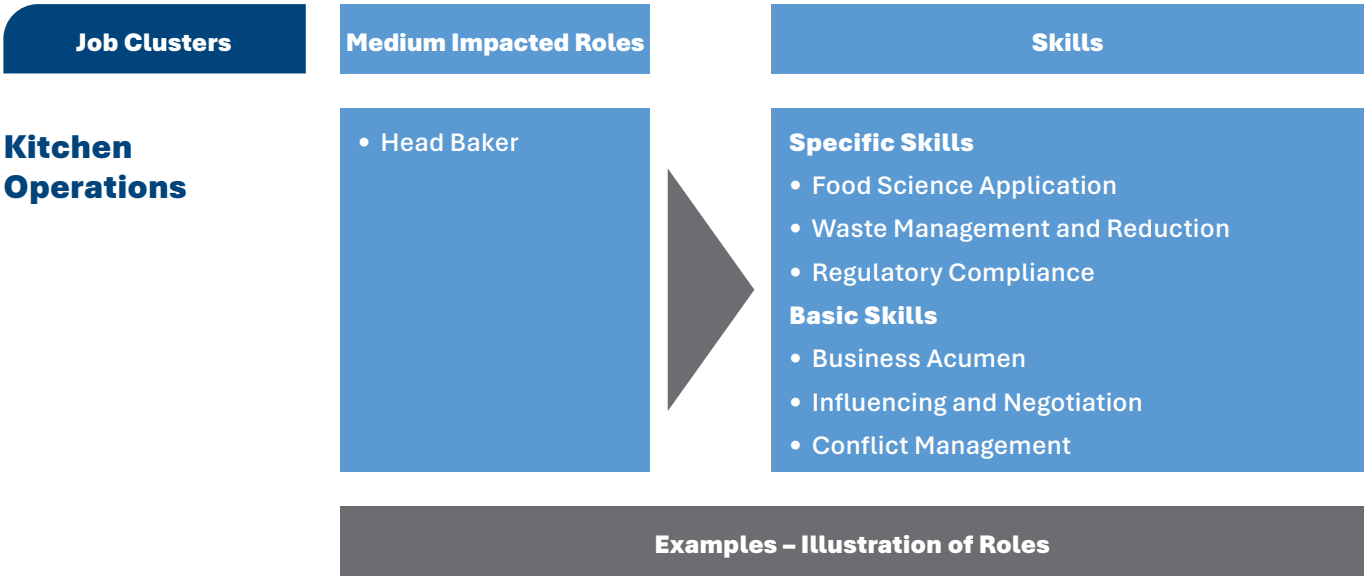 Job Clusters
Medium Impacted Roles
Skills
Kitchen
Operations
• Head Baker
Specific Skills
• Food Science Application
• Waste Management and Reduction
• Regulatory Compliance
Basic Skills
• Business Acumen
• Influencing and Negotiation
• Conflict Management
Examples – Illustration of Roles